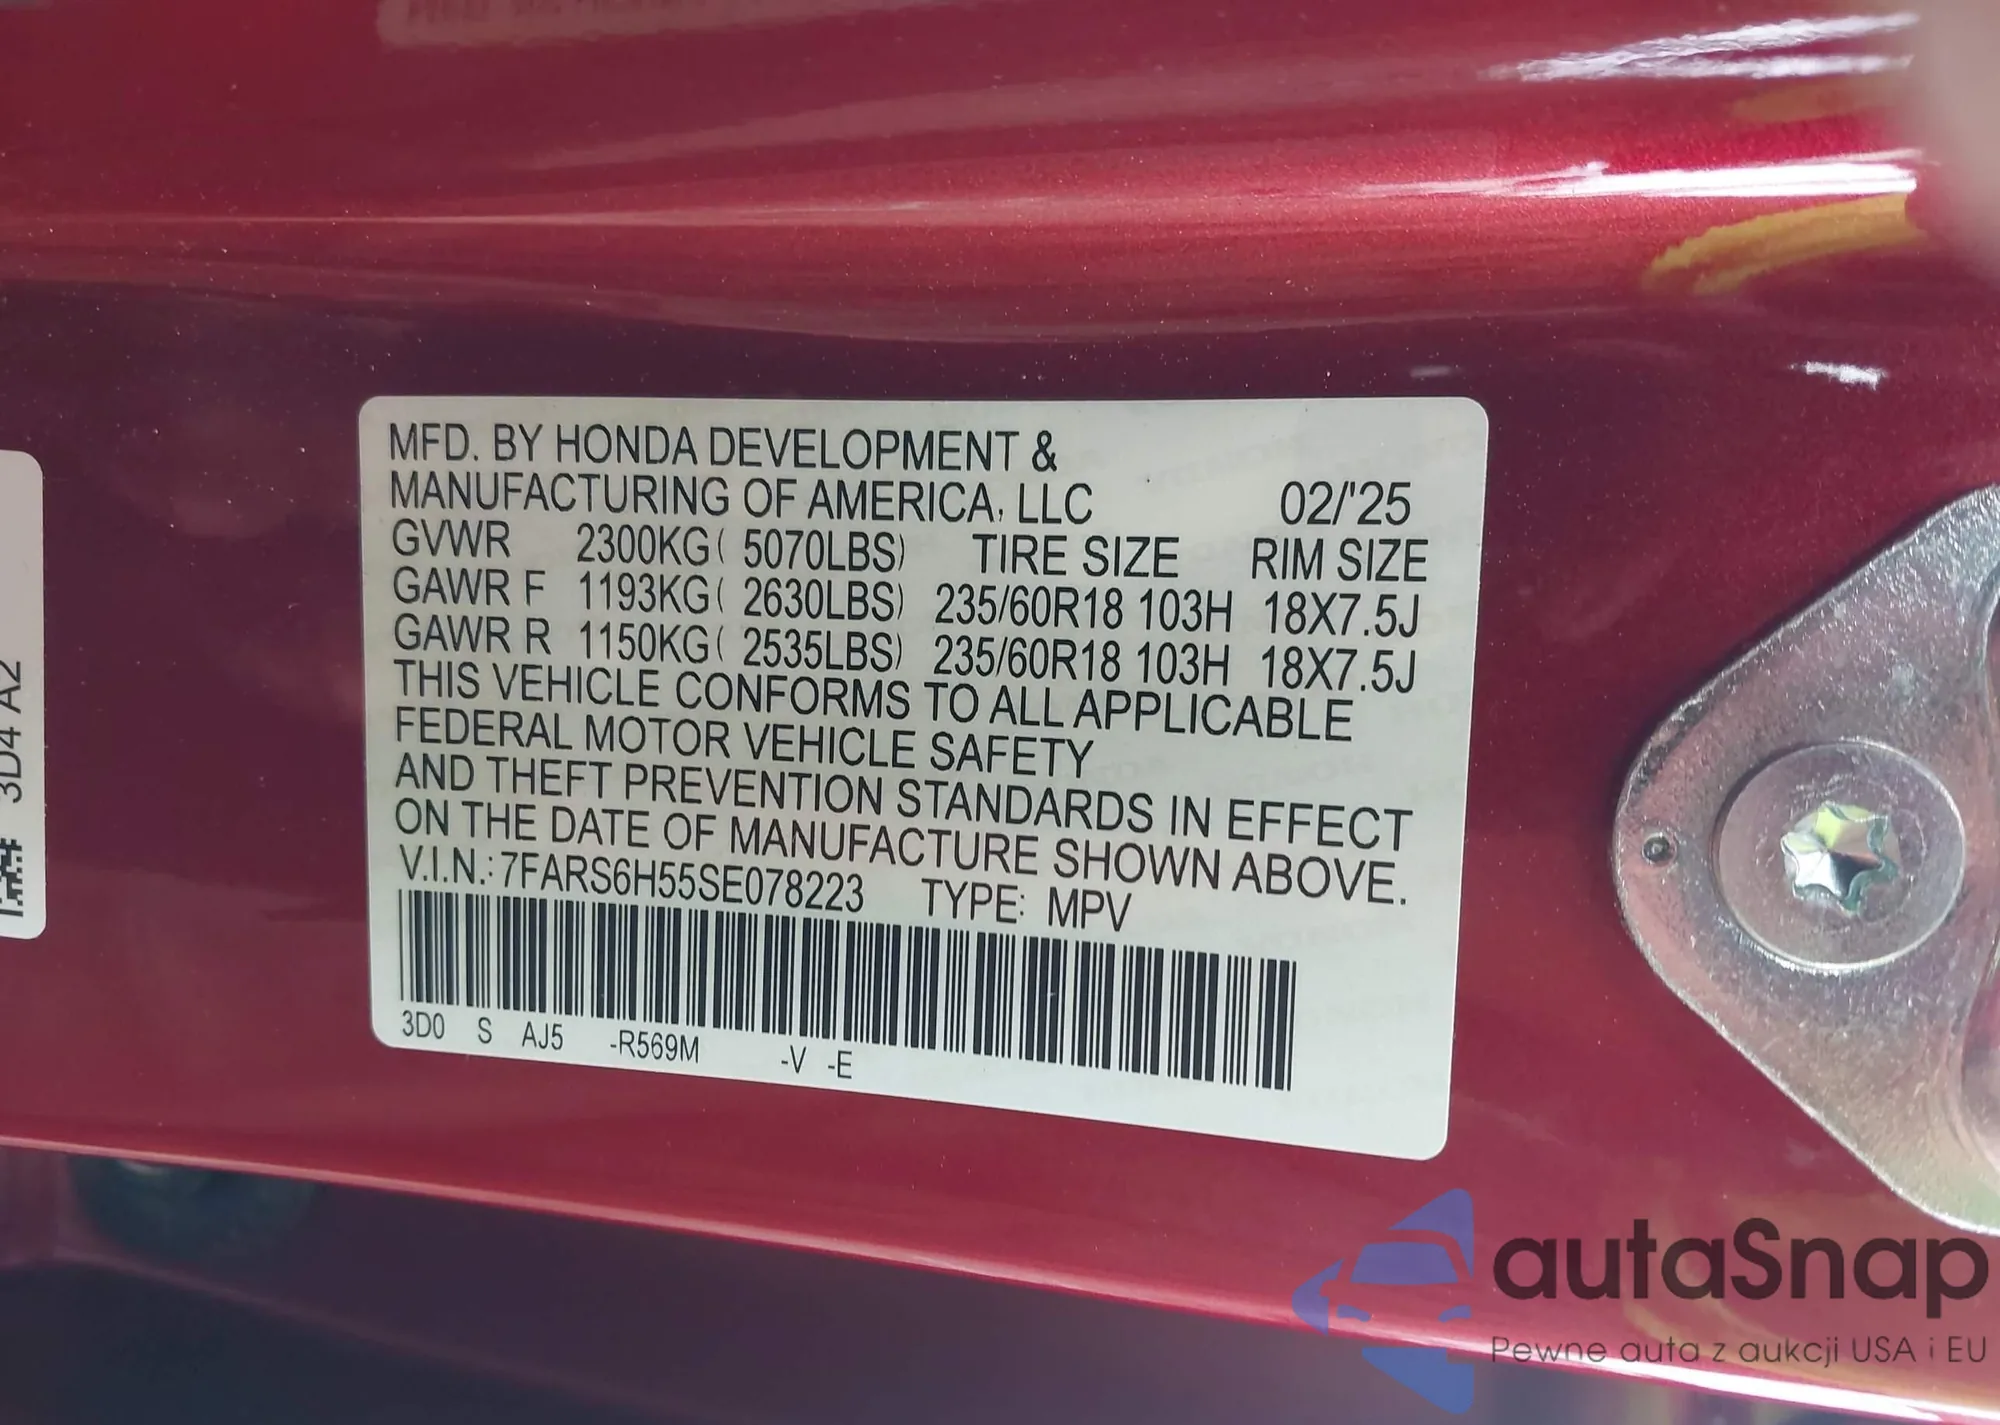 MFD. BY HONDA DEVELOPMENT &
MANUFACTURING OF AMERICA, LLC 02/'25
GVWR 2300KG( 5070LBS) TIRE SIZE RIM SIZE
GAWR F 1193KG( 2630LBS) 235/60R18 103H 18X7.5J
GAWR R 1150KG( 2535LBS) 235/60R18 103H 18X7.5J
THIS VEHICLE CONFORMS TO ALL APPLICABLE
FEDERAL MOTOR VEHICLE SAFETY
AND THEFT PREVENTION STANDARDS IN EFFECT
ON THE DATE OF MANUFACTURE SHOWN ABOVE.
V.I.N.: 7FARS6H55SE078223 TYPE: MPV
3D0 S AJ5 -R569M -V -E
3D4 A2
autaSnap
Pewne auta z aukcji USA i EU